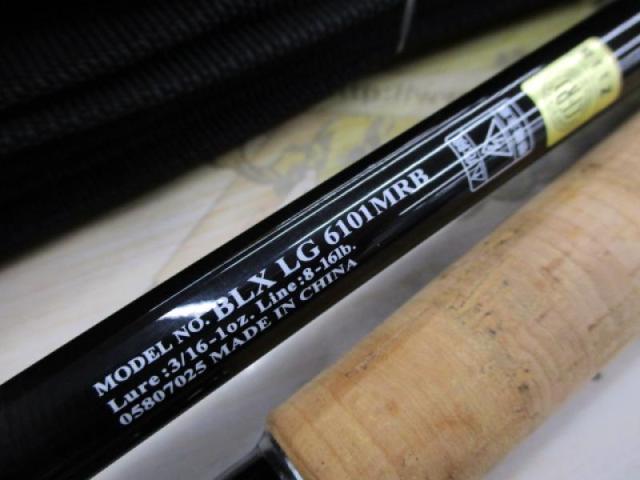 MODEL NO. BLX LG 6101MRB
Lure:3/16-1oz. Line:8-16lb.
05807025 MADE IN CHINA